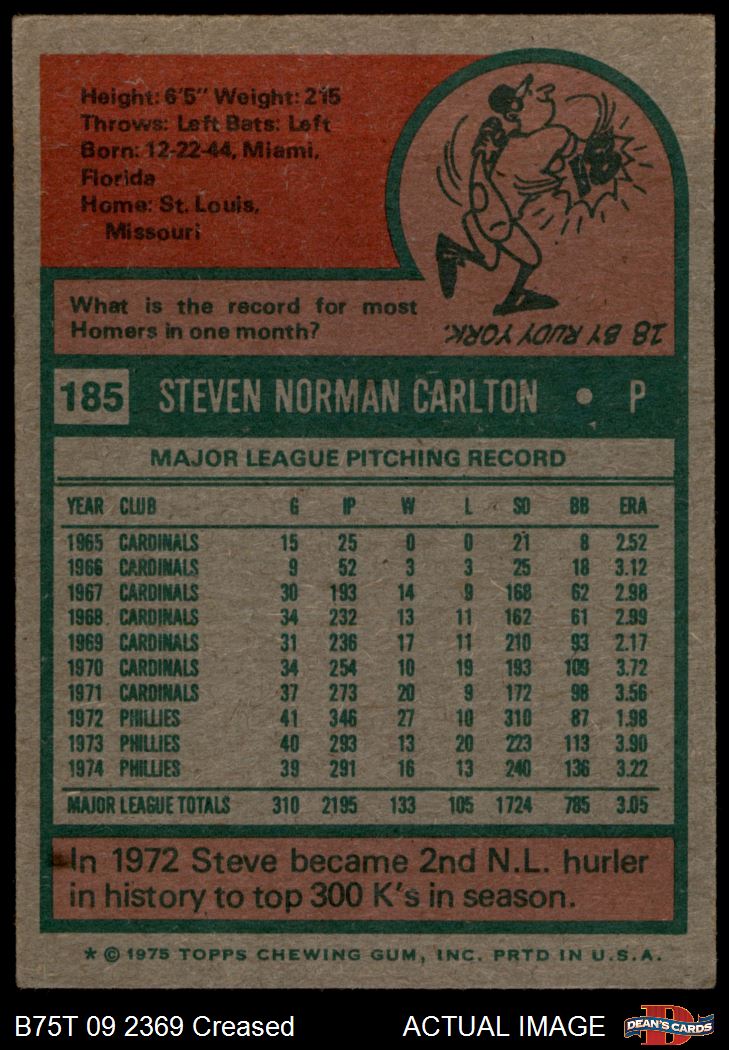 Height: 6'5" Weight: 215
Throws: Left Bats: Left
Born: 12-22-44, Miami,
Florida
Home: St. Louis,
Missouri
18
What is the record for most
Homers in one month?
18 BY RUDY YORK.
185 STEVEN NORMAN CARLTON • P
MAJOR LEAGUE PITCHING RECORD
YEAR CLUB G IP W L SO BB ERA
1965 CARDINALS 15 25 0 0 21 8 2.52
1966 CARDINALS 9 52 3 3 25 18 3.12
1967 CARDINALS 30 193 14 9 168 62 2.98
1968 CARDINALS 34 232 13 11 162 61 2.99
1969 CARDINALS 31 236 17 11 210 93 2.17
1970 CARDINALS 34 254 10 19 193 109 3.72
1971 CARDINALS 37 273 20 9 172 98 3.56
1972 PHILLIES 41 346 27 10 310 87 1.98
1973 PHILLIES 40 293 13 20 223 113 3.90
1974 PHILLIES 39 291 16 13 240 136 3.22
MAJOR LEAGUE TOTALS 310 2195 133 105 1724 785 3.05
In 1972 Steve became 2nd N.L. hurler
in history to top 300 K's in season.
* © 1975 TOPPS CHEWING GUM, INC. PRTD IN U.S.A.
B75T 09 2369 Creased ACTUAL IMAGE
D
DEAN'S CARDS